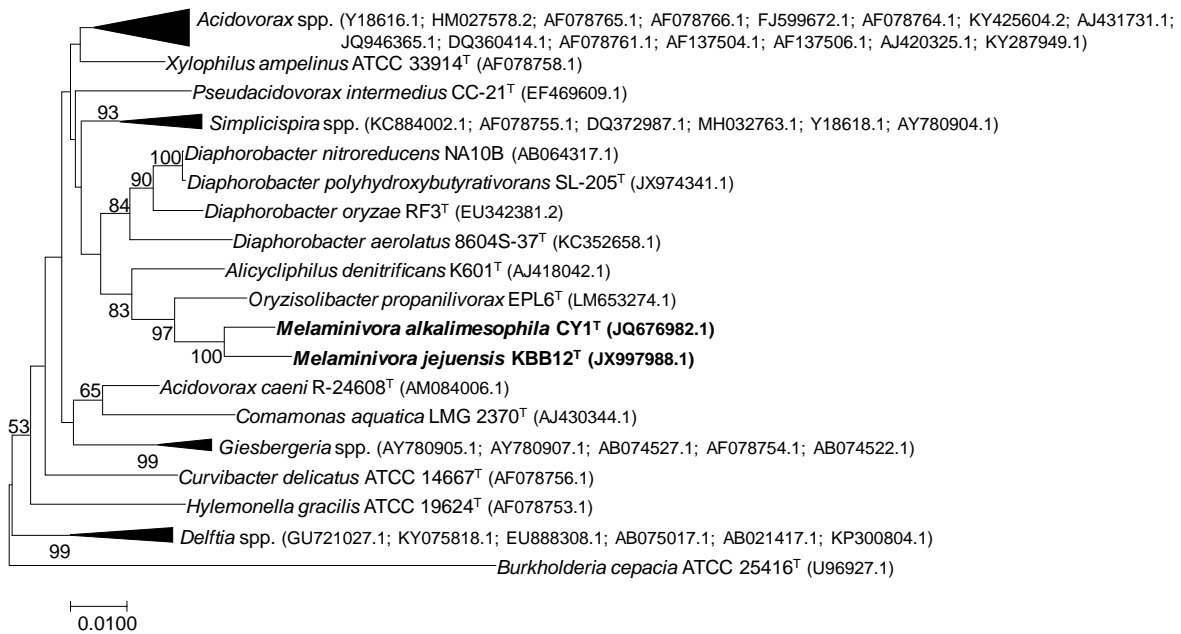 Acidovorax spp. (Y18616.1; HM027578.2; AF078765.1; AF078766.1; FJ599672.1; AF078764.1; KY425604.2; AJ431731.1;
JQ946365.1; DQ360414.1; AF078761.1; AF137504.1; AF137506.1; AJ420325.1; KY287949.1)
Xylophilus ampelinus ATCC 33914ᵀ (AF078758.1)
Pseudacidovorax intermedius CC-21ᵀ (EF469609.1)
93
Simplicispira spp. (KC884002.1; AF078755.1; DQ372987.1; MH032763.1; Y18618.1; AY780904.1)
100
Diaphorobacter nitroreducens NA10B (AB064317.1)
90
Diaphorobacter polyhydroxybutyrativorans SL-205ᵀ (JX974341.1)
84
Diaphorobacter oryzae RF3ᵀ (EU342381.2)
Diaphorobacter aerolatus 8604S-37ᵀ (KC352658.1)
Alicycliphilus denitrificans K601ᵀ (AJ418042.1)
83
Oryzisolibacter propanilivorax EPL6ᵀ (LM653274.1)
97
Melaminivora alkalimesophila CY1ᵀ (JQ676982.1)
100
Melaminivora jejuensis KBB12ᵀ (JX997988.1)
65
Acidovorax caeni R-24608ᵀ (AM084006.1)
Comamonas aquatica LMG 2370ᵀ (AJ430344.1)
53
Giesbergeria spp. (AY780905.1; AY780907.1; AB074527.1; AF078754.1; AB074522.1)
99
Curvibacter delicatus ATCC 14667ᵀ (AF078756.1)
Hylemonella gracilis ATCC 19624ᵀ (AF078753.1)
Delftia spp. (GU721027.1; KY075818.1; EU888308.1; AB075017.1; AB021417.1; KP300804.1)
99
Burkholderia cepacia ATCC 25416ᵀ (U96927.1)
0.0100